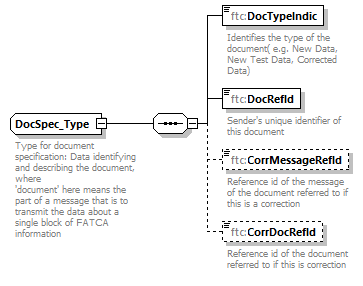 ftc:DocTypeIndic
Identifies the type of the
document( e.g. New Data,
New Test Data, Corrected
Data)
DocSpec_Type
Type for document
specification: Data identifying
and describing the document,
where
'document' here means the
part of a message that is to
transmit the data about a
single block of FATCA
information
ftc:DocRefId
Sender's unique identifier of
this document
ftc:CorrMessageRefId
Reference id of the message
of the document referred to if
this is a correction
ftc:CorrDocRefId
Reference id of the document
referred to if this is correction